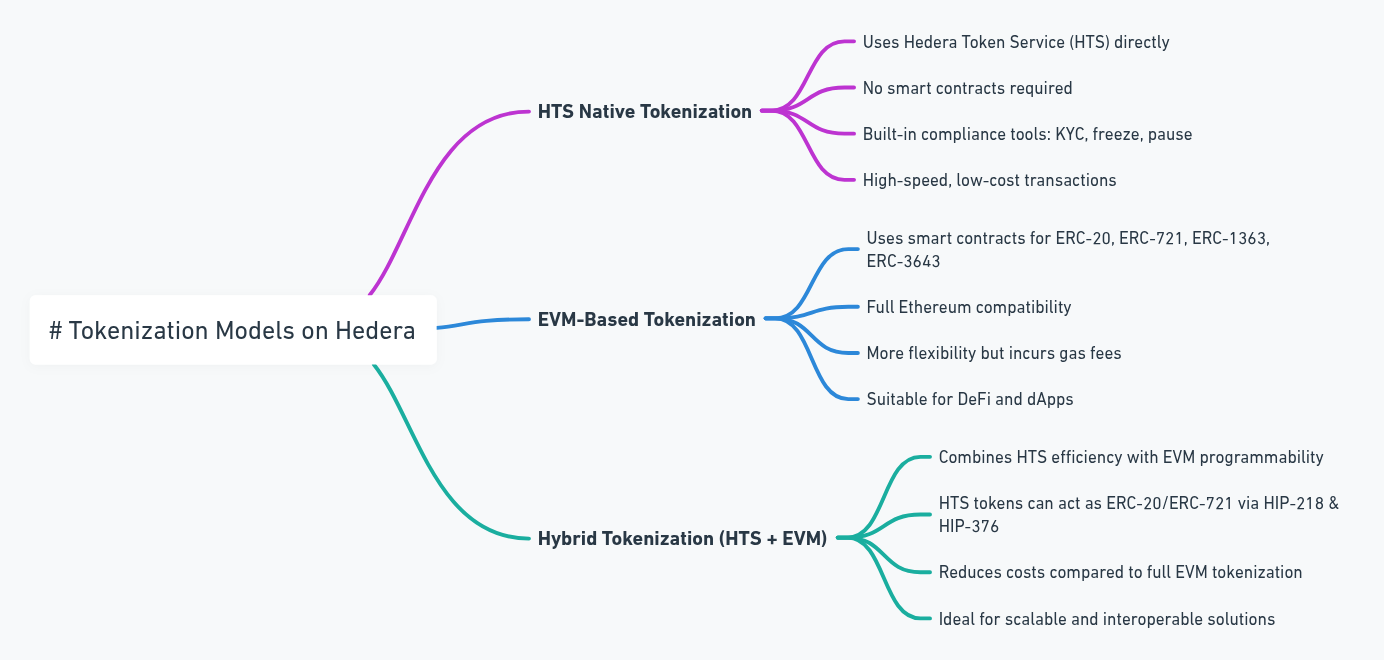 # Tokenization Models on Hedera
HTS Native Tokenization
Uses Hedera Token Service (HTS) directly
No smart contracts required
Built-in compliance tools: KYC, freeze, pause
High-speed, low-cost transactions
EVM-Based Tokenization
Uses smart contracts for ERC-20, ERC-721, ERC-1363,
ERC-3643
Full Ethereum compatibility
More flexibility but incurs gas fees
Suitable for DeFi and dApps
Hybrid Tokenization (HTS + EVM)
Combines HTS efficiency with EVM programmability
HTS tokens can act as ERC-20/ERC-721 via HIP-218 &
HIP-376
Reduces costs compared to full EVM tokenization
Ideal for scalable and interoperable solutions